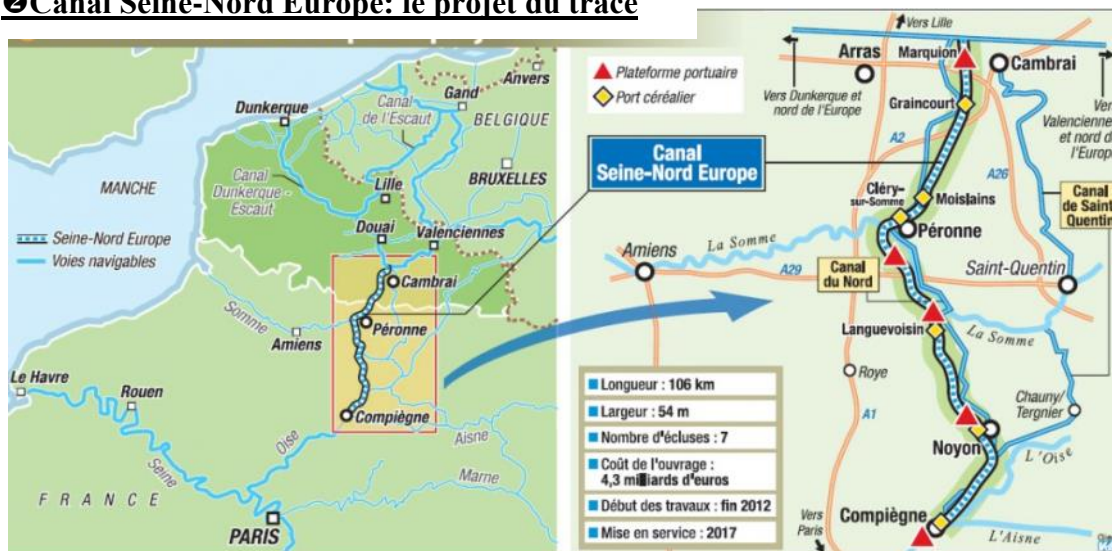 ❷Canal Seine-Nord Europe: le projet du tracé
Anvers
Gand
Dunkerque
Canal
de l'Escaut
BELGIQUE
Canal
Dunkerque -
Escaut
BRUXELLES
MANCHE
Lille
Douai
Valenciennes
Seine-Nord Europe
Voies navigables
Cambrai
Somme
Péronne
Amiens
Le Havre
Rouen
Compiègne
Oise
Aisne
Seine
Marne
FRANCE
PARIS
Vers Lille
Arras
Marquion
Cambrai
Plateforme portuaire
Port céréalier
Vers Dunkerque et
nord de l'Europe
Graincourt
Valencienne
et nord d
l'Europe
A2
A26
Canal
Seine-Nord Europe
Cléry-
sur-Somme
Moislains
Canal
de Saint
Quentin
Péronne
La Somme
Amiens
A29
Canal
du Nord
Saint-Quentin
Languevoisin
La Somme
Roye
Longueur : 106 km
Largeur : 54 m
Nombre d'écluses : 7
Coût de l'ouvrage :
4,3 milliards d'euros
Début des travaux : fin 2012
Mise en service : 2017
A1
Chauny/
Tergnier
Noyon
L'Oise
Vers
Paris
Compiègne
L'Aisne